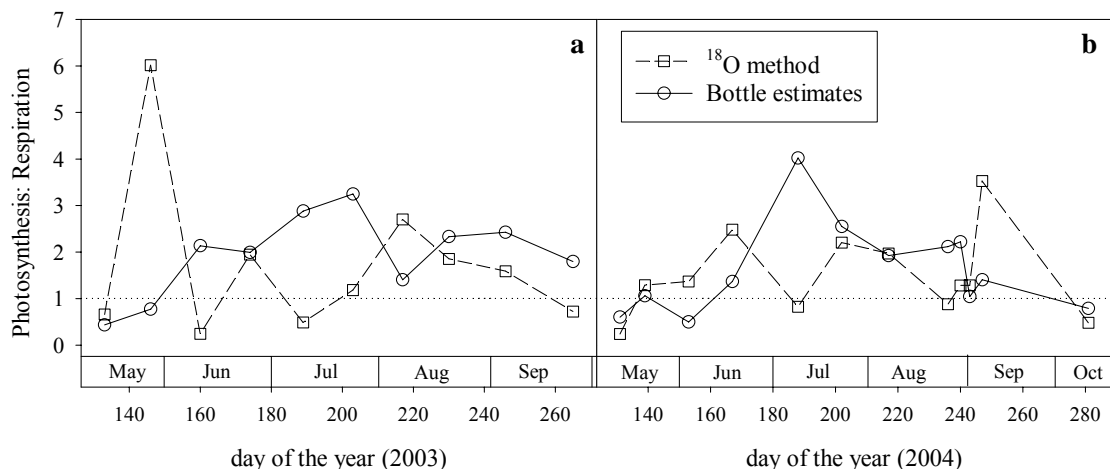 7
6
5
4
3
2
1
0
Photosynthesis: Respiration
a
b
¹⁸O method
Bottle estimates
May Jun Jul Aug Sep
May Jun Jul Aug Sep Oct
140 160 180 200 220 240 260
140 160 180 200 220 240 260 280
day of the year (2003)
day of the year (2004)